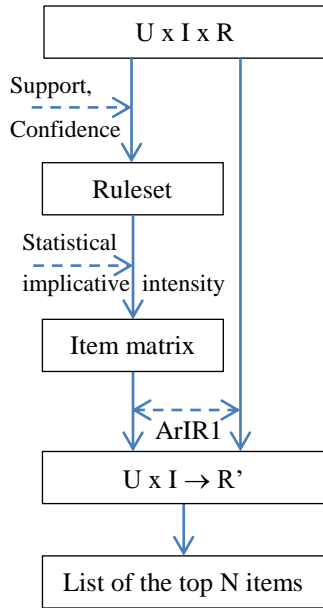 U x I x R
Support,
Confidence
Ruleset
Statistical
implicative intensity
Item matrix
ArIR1
U x I → R’
List of the top N items